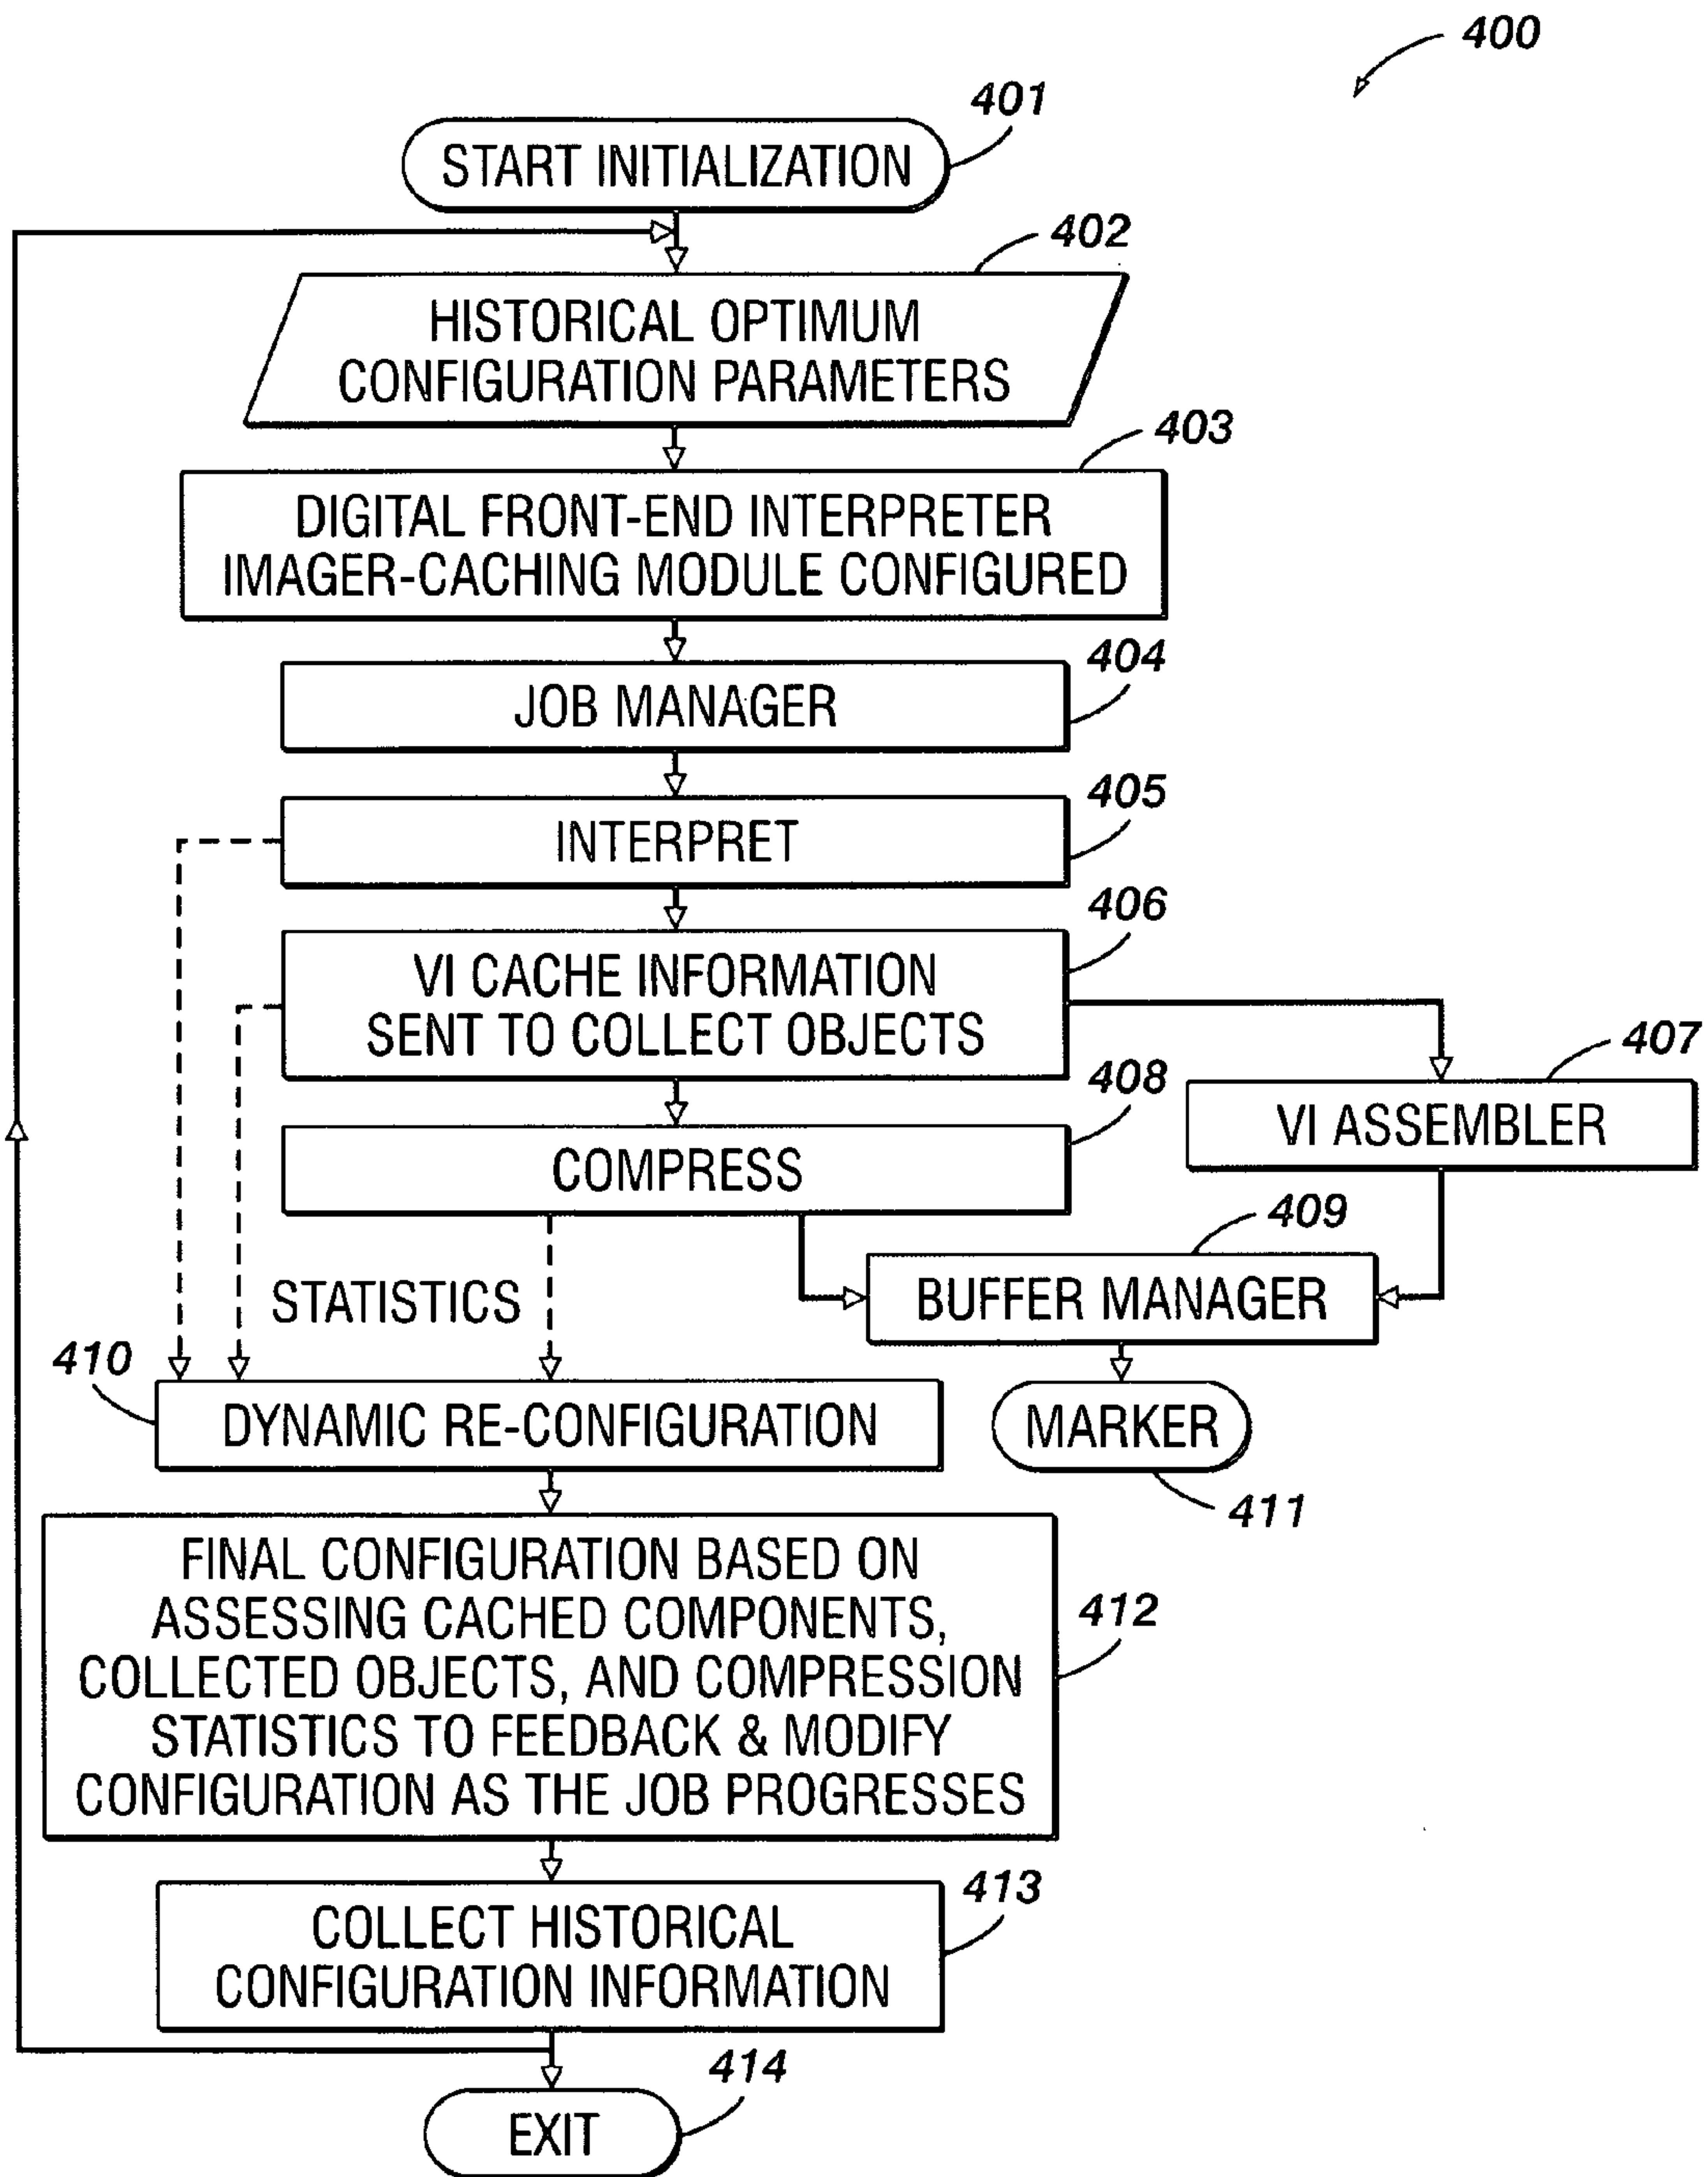 400
401
START INITIALIZATION
402
HISTORICAL OPTIMUM
CONFIGURATION PARAMETERS
403
DIGITAL FRONT-END INTERPRETER
IMAGER-CACHING MODULE CONFIGURED
404
JOB MANAGER
405
INTERPRET
406
VI CACHE INFORMATION
SENT TO COLLECT OBJECTS
407
VI ASSEMBLER
408
COMPRESS
409
BUFFER MANAGER
STATISTICS
410
DYNAMIC RE-CONFIGURATION
MARKER
411
FINAL CONFIGURATION BASED ON
ASSESSING CACHED COMPONENTS,
COLLECTED OBJECTS, AND COMPRESSION
STATISTICS TO FEEDBACK & MODIFY
CONFIGURATION AS THE JOB PROGRESSES
412
413
COLLECT HISTORICAL
CONFIGURATION INFORMATION
414
EXIT